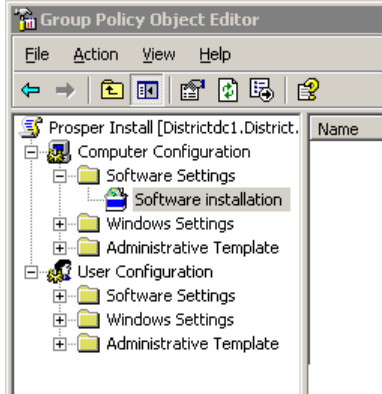 Group Policy Object Editor
File Action View Help
Prosper Install [Districtdc1.District.
Name
Computer Configuration
Software Settings
Software installation
Windows Settings
Administrative Template
User Configuration
Software Settings
Windows Settings
Administrative Template